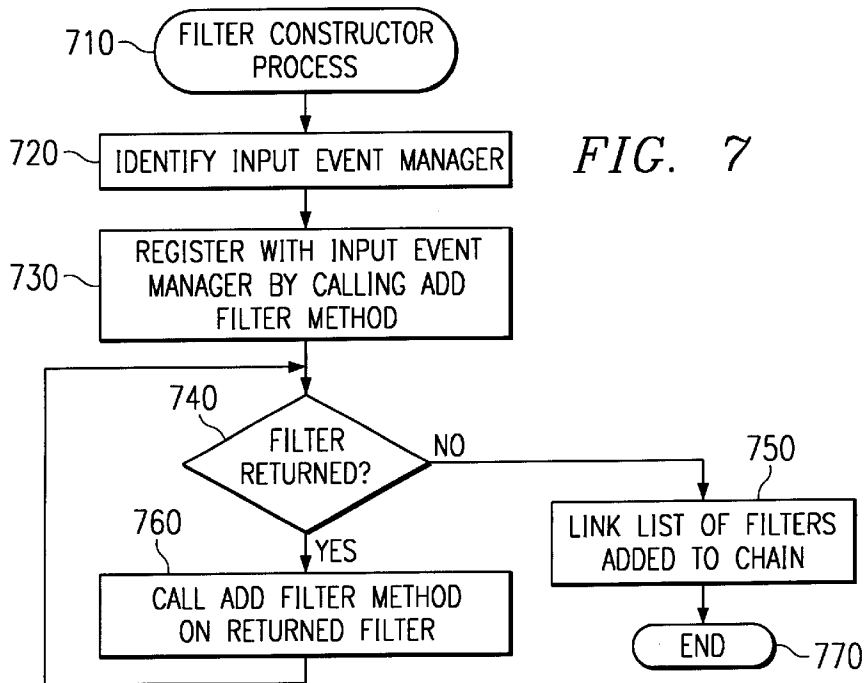 710
FILTER CONSTRUCTOR
PROCESS
720
IDENTIFY INPUT EVENT MANAGER
FIG. 7
730
REGISTER WITH INPUT EVENT
MANAGER BY CALLING ADD
FILTER METHOD
740
FILTER
RETURNED?
NO
YES
750
LINK LIST OF FILTERS
ADDED TO CHAIN
760
CALL ADD FILTER METHOD
ON RETURNED FILTER
END
770